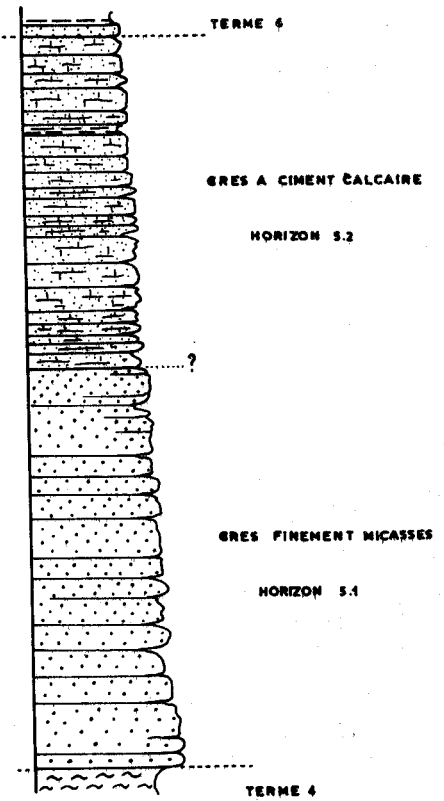 TERME 6
GRES A CIMENT CALCAIRE
HORIZON 5.2
?
GRES FINEMENT MICASSES
HORIZON 5.1
TERME 4